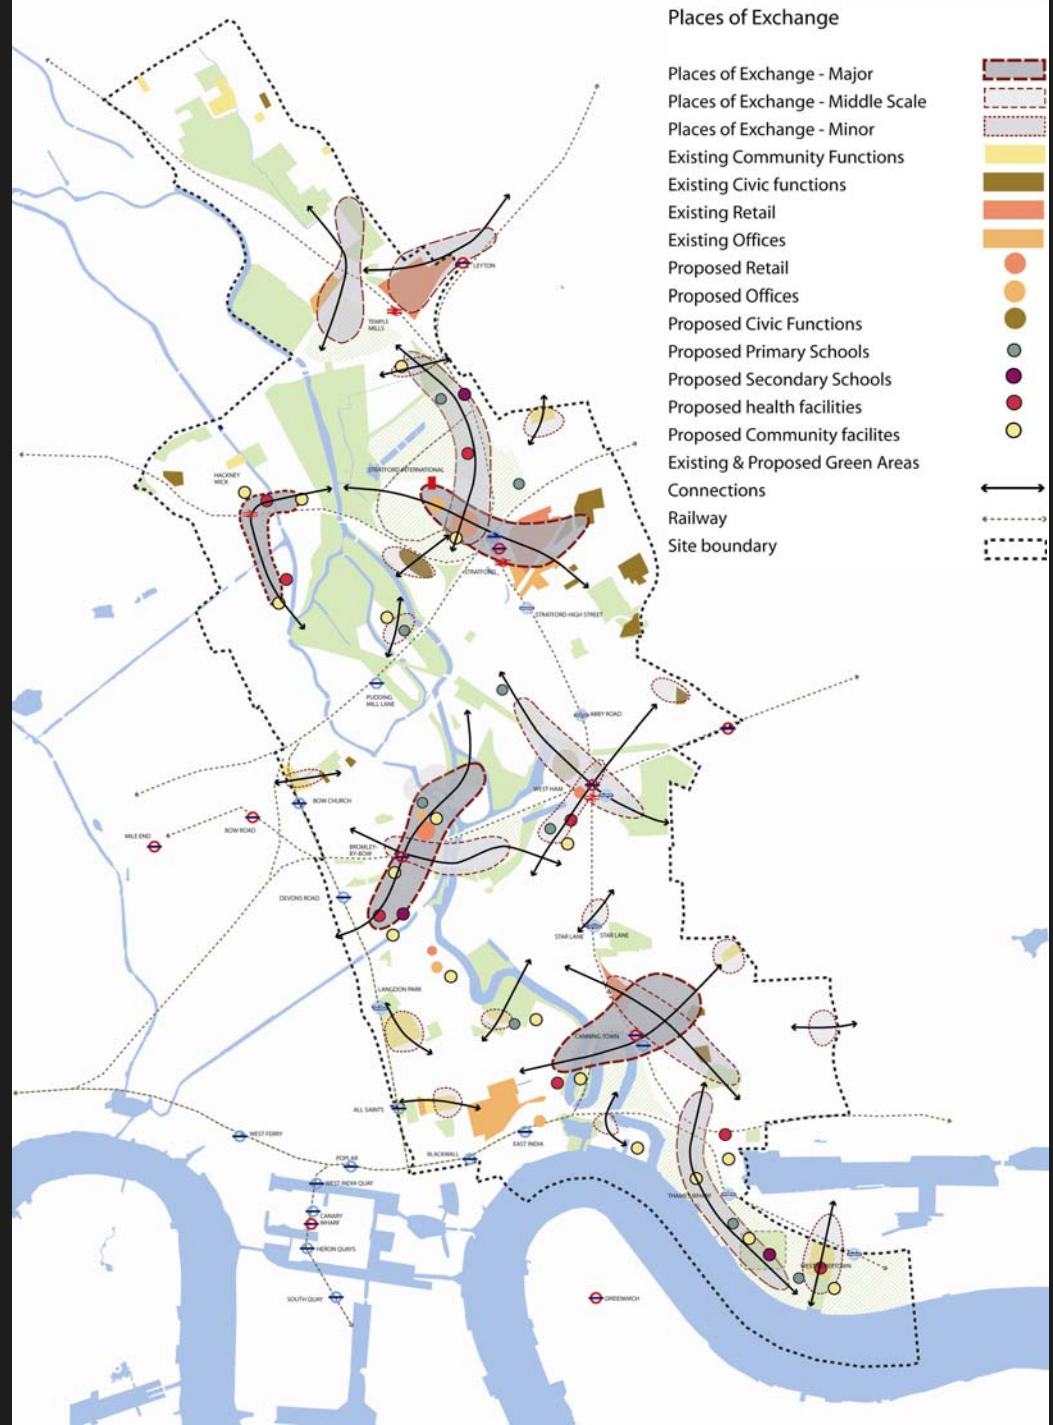 Places of Exchange
Places of Exchange - Major
Places of Exchange - Middle Scale
Places of Exchange - Minor
Existing Community Functions
Existing Civic functions
Existing Retail
Existing Offices
Proposed Retail
Proposed Offices
Proposed Civic Functions
Proposed Primary Schools
Proposed Secondary Schools
Proposed health facilities
Proposed Community facilites
Existing & Proposed Green Areas
Connections
Railway
Site boundary
LEYTON
TEMPLE
MILLS
STRATFORD INTERNATIONAL
HACKNEY
WICK
STRATFORD
STRATFORD HIGH STREET
PUDDING
MILL LANE
ABBY ROAD
WEST HAM
BOW CHURCH
BOW ROAD
MILE END
BROMLEY-
BY-BOW
DEVONS ROAD
STAR LANE
STAR LANE
LANGDON PARK
CANNING TOWN
ALL SAINTS
EAST INDIA
BLACKWALL
WEST FERRY
POPLAR
WEST INDIA QUAY
CANARY
WHARF
HERON QUAYS
SOUTH QUAY
GREENWICH
THAMES WHARF